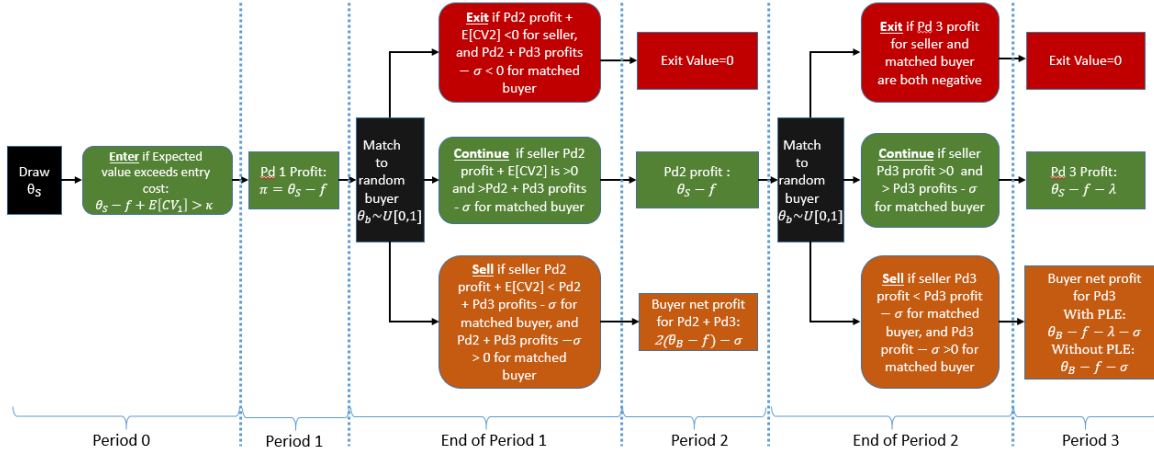 Draw
θS
Enter if Expected
value exceeds entry
cost:
θS − f + E[CV1] > κ
Pd 1 Profit:
π = θS − f
Match
to
random
buyer
θb~U[0,1]
Exit if Pd2 profit +
E[CV2] <0 for seller,
and Pd2 + Pd3 profits
− σ < 0 for matched
buyer
Continue if seller Pd2
profit + E[CV2] is >0
and >Pd2 + Pd3 profits
- σ for matched buyer
Sell if seller Pd2
profit + E[CV2] < Pd2
+ Pd3 profits - σ for
matched buyer, and
Pd2 + Pd3 profits −σ
> 0 for matched
buyer
Exit Value=0
Pd2 profit :
θS − f
Buyer net profit
for Pd2 + Pd3:
2(θB − f) − σ
Match
to
random
buyer
θb~U[0,1]
Exit if Pd 3 profit
for seller and
matched buyer
are both negative
Continue if seller
Pd3 profit >0 and
> Pd3 profits - σ
for matched buyer
Sell if seller Pd3
profit < Pd3 profit
− σ for matched
buyer, and Pd3
profit − σ >0 for
matched buyer
Exit Value=0
Pd 3 Profit:
θS − f − λ
Buyer net profit
for Pd3
With PLE:
θB − f − λ − σ
Without PLE:
θB − f − σ
Period 0
Period 1
End of Period 1
Period 2
End of Period 2
Period 3